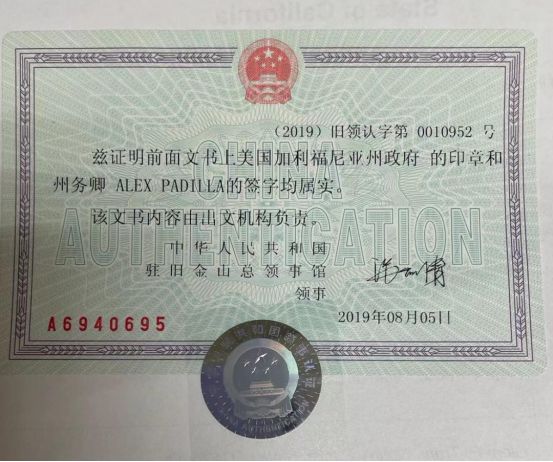 State of California
(2019) 旧领认字第 0010952 号
兹证明前面文书上美国加利福尼亚州政府 的印章和
州务卿 ALEX PADILLA的签字均属实。
该文书内容由出文机构负责。
CHINA
AUTHENTICATION
中华人民共和国
驻旧金山总领事馆
领事
A6940695
2019年08月05日